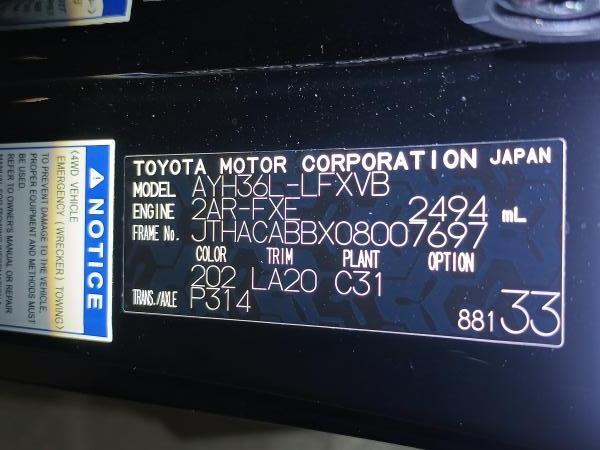 TOYOTA MOTOR CORPORATION JAPAN
MODEL AYH36L-LFXVB
ENGINE 2AR-FXE 2494 mL
FRAME No. JTHACABBX08007697
COLOR TRIM PLANT OPTION
202 LA20 C31
TRANS./AXLE P314
88133
NOTICE
(4WD VEHICLE
EMERGENCY (WRECKER) TOWING)
TO PREVENT DAMAGE TO THE VEHICLE,
PROPER EQUIPMENT AND METHODS MUST
BE USED.
REFER TO OWNER'S MANUAL OR REPAIR